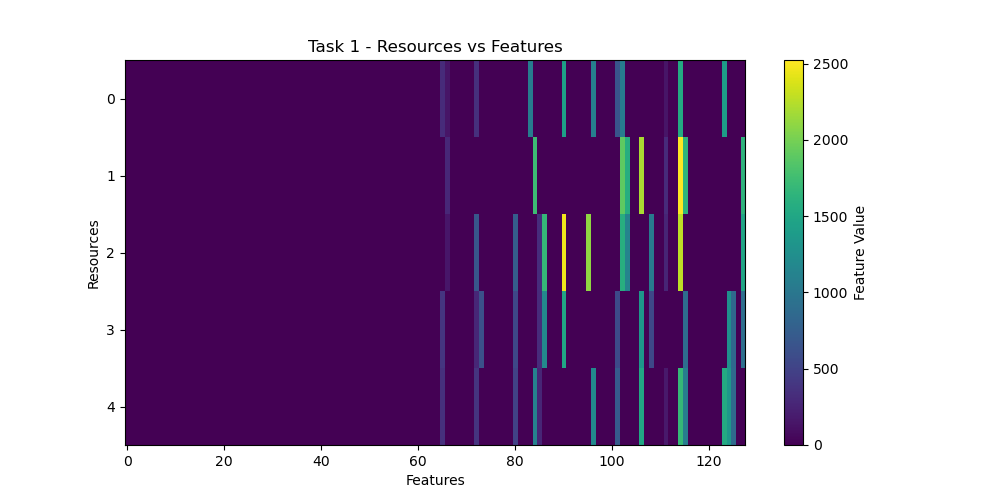 Task 1 - Resources vs Features
Resources
0
1
2
3
4
0 20 40 60 80 100 120
Features
2500
2000
1500
1000
500
0
Feature Value